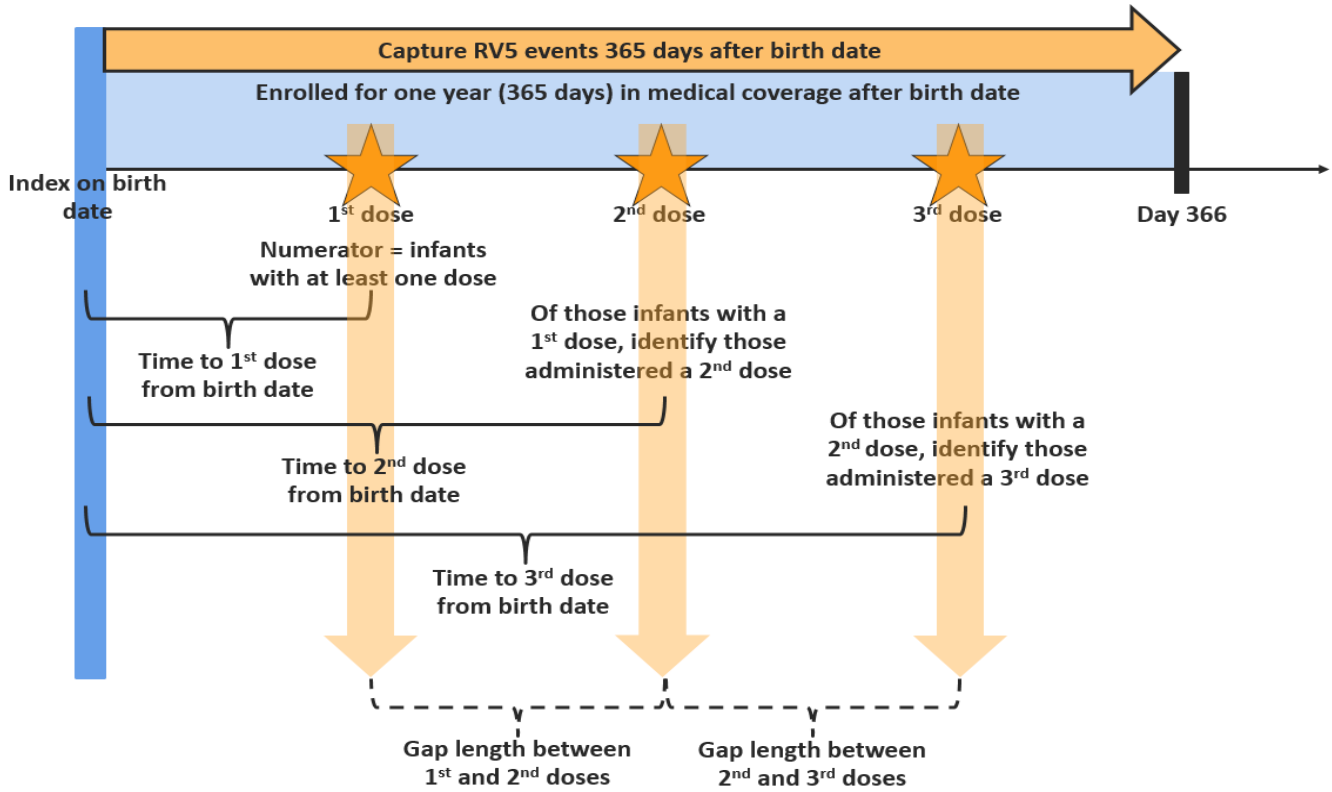 Capture RV5 events 365 days after birth date
Enrolled for one year (365 days) in medical coverage after birth date
Index on birth
date
1st dose
2nd dose
3rd dose
Day 366
Numerator = infants
with at least one dose
Of those infants with a
1st dose, identify those
administered a 2nd dose
Time to 1st dose
from birth date
Of those infants with a
2nd dose, identify those
administered a 3rd dose
Time to 2nd dose
from birth date
Time to 3rd dose
from birth date
Gap length between
1st and 2nd doses
Gap length between
2nd and 3rd doses